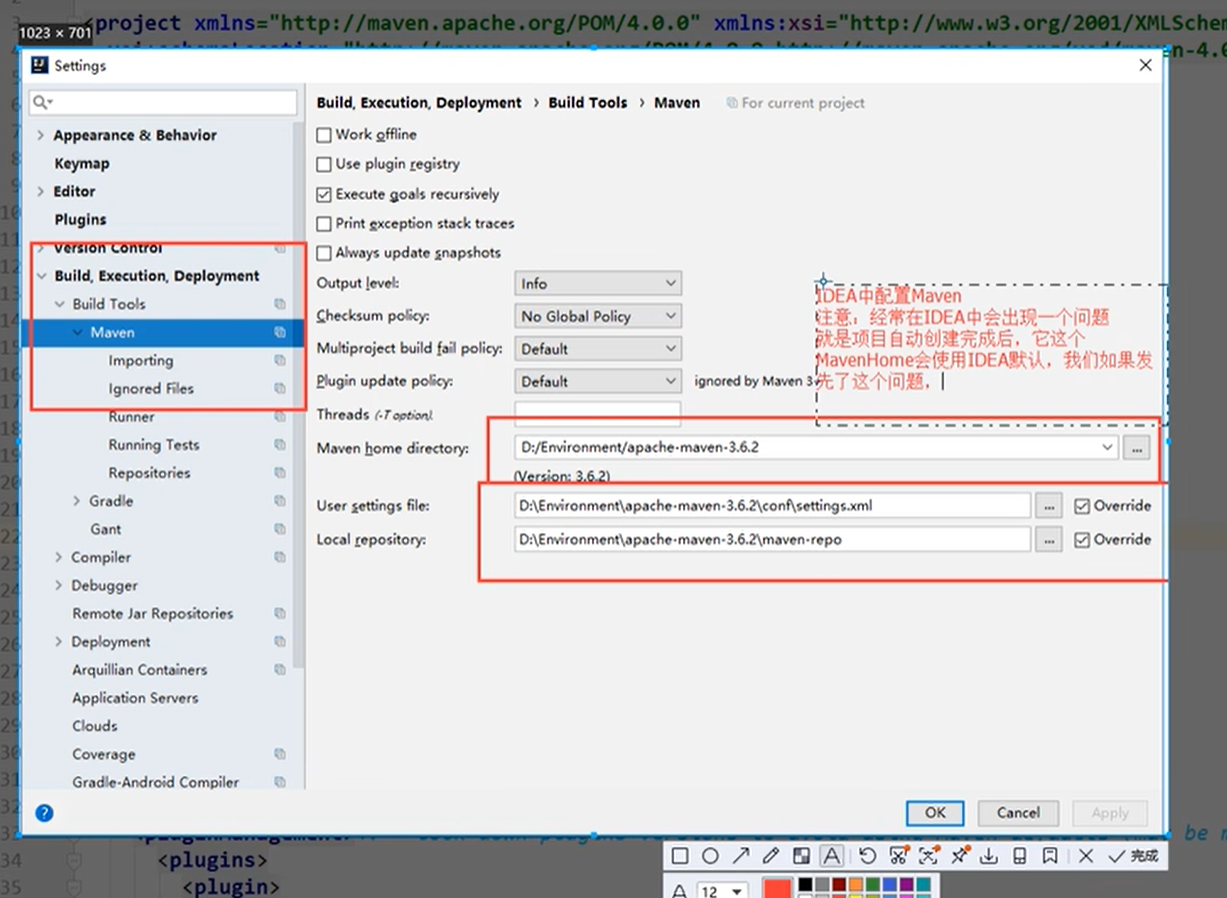 project xmlns="http://maven.apache.org/POM/4.0.0" xmlns:xsi="http://www.w3.org/2001/XMLSchem
1023 × 701
Settings
Appearance & Behavior
Keymap
Editor
Plugins
Version Control
Build, Execution, Deployment
Build Tools
Maven
Importing
Ignored Files
Runner
Running Tests
Repositories
Gradle
Gant
Compiler
Debugger
Remote Jar Repositories
Deployment
Arquillian Containers
Application Servers
Clouds
Coverage
Gradle-Android Compiler
Build, Execution, Deployment › Build Tools › Maven For current project
Work offline
Use plugin registry
Execute goals recursively
Print exception stack traces
Always update snapshots
Output level: Info
Checksum policy: No Global Policy
Multiproject build fail policy: Default
Plugin update policy: Default ignored by Maven 3+
Threads (-T option)
Maven home directory: D:/Environment/apache-maven-3.6.2 ...
(Version: 3.6.2)
User settings file: D:\Environment\apache-maven-3.6.2\conf\settings.xml ... Override
Local repository: D:\Environment\apache-maven-3.6.2\maven-repo ... Override
IDEA中配置Maven
注意：经常在IDEA中会出现一个问题
就是项目自动创建完成后，它这个
MavenHome会使用IDEA默认，我们如果发
先了这个问题，
?
OK Cancel Apply
34 <plugins>
35 <plugin>
完成
A 12